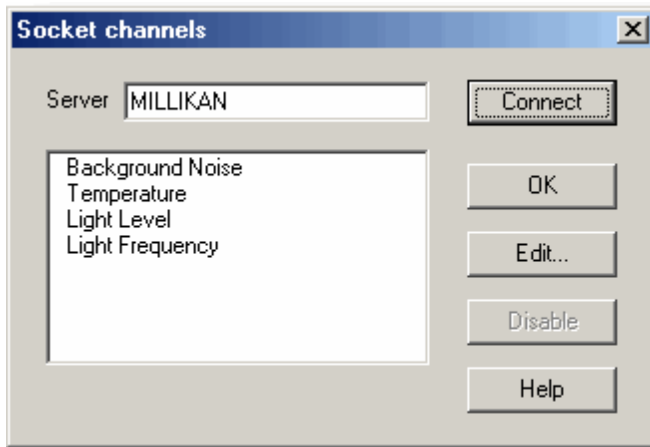 Socket channels
Server MILLIKAN
Connect
Background Noise
Temperature
Light Level
Light Frequency
OK
Edit...
Disable
Help